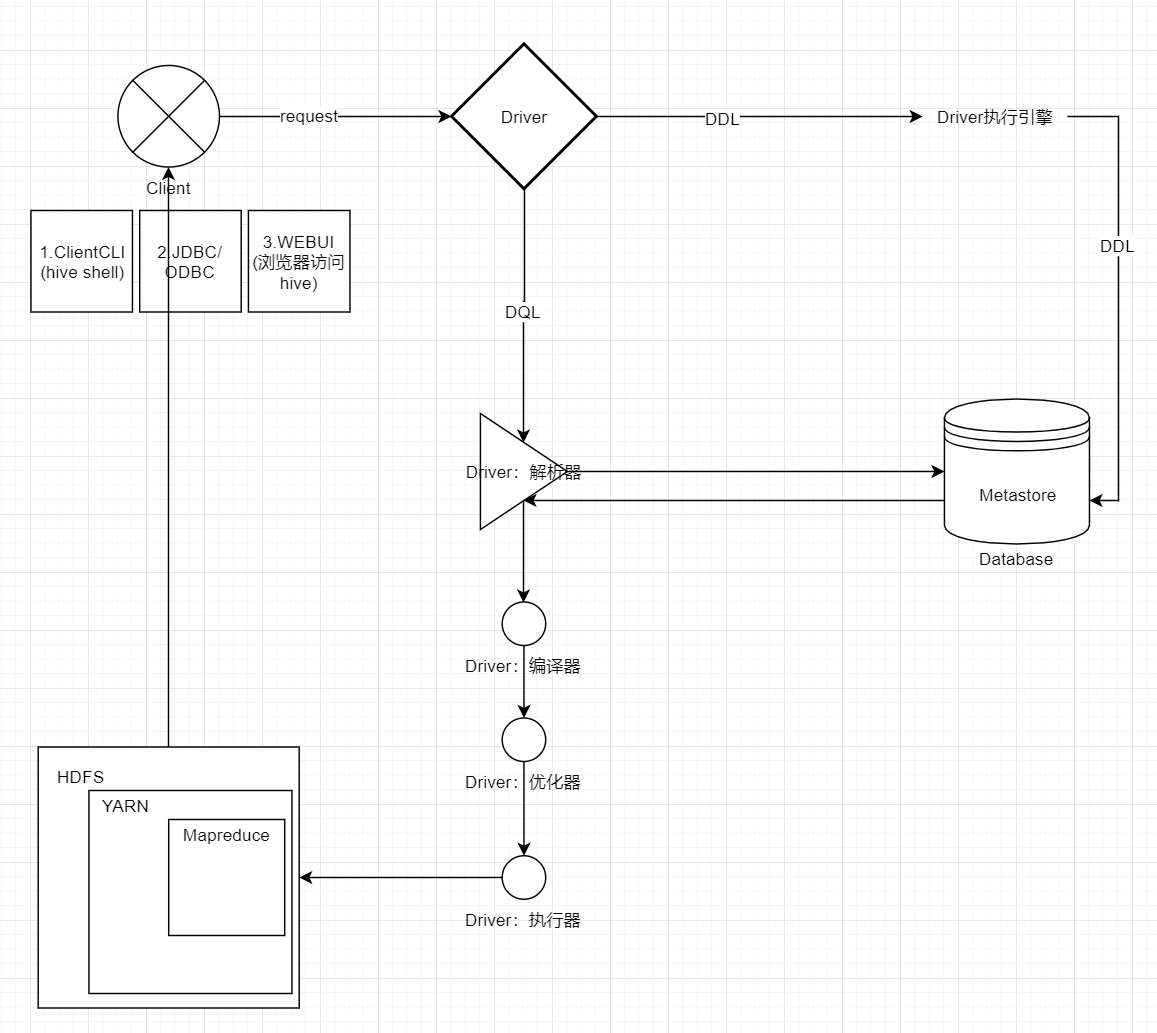 request
Driver
DDL
Driver执行引擎
Client
1.ClientCLI
(hive shell)
2.JDBC/
ODBC
3.WEBUI
(浏览器访问
hive)
DDL
DQL
Driver：解析器
Metastore
Database
Driver：编译器
Driver：优化器
HDFS
YARN
Mapreduce
Driver：执行器